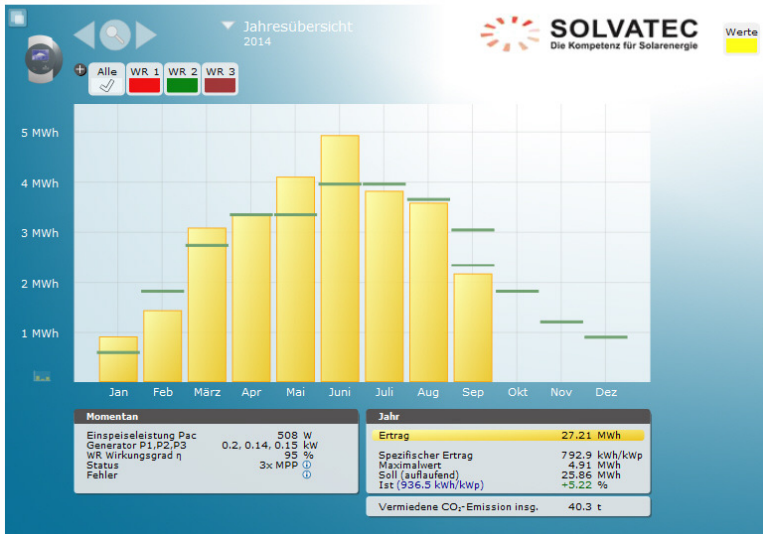 Jahresübersicht
2014
SOLVATEC
Die Kompetenz für Solarenergie
Werte
Alle WR 1 WR 2 WR 3
5 MWh
4 MWh
3 MWh
2 MWh
1 MWh
Jan Feb März Apr Mai Juni Juli Aug Sep Okt Nov Dez
Momentan
Einspeiseleistung Pac 508 W
Generator P1,P2,P3 0.2, 0.14, 0.15 kW
WR Wirkungsgrad η 95 %
Status 3x MPP
Fehler
Jahr
Ertrag 27.21 MWh
Spezifischer Ertrag 792.9 kWh/kWp
Maximalwert 4.91 MWh
Soll (auflaufend) 25.86 MWh
Ist (936.5 kWh/kWp) +5.22 %
Vermiedene CO₂-Emission insg. 40.3 t